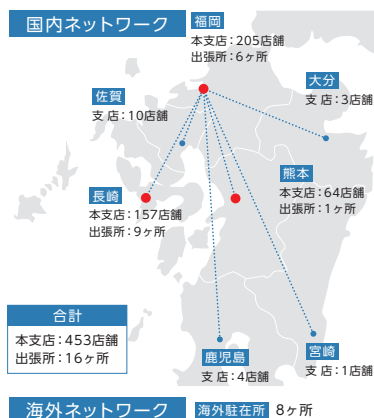 国内ネットワーク
福岡
本支店：205店舗
出張所：6ヶ所
大分
支 店：3店舗
佐賀
支 店：10店舗
熊本
本支店：64店舗
出張所：1ヶ所
長崎
本支店：157店舗
出張所：9ヶ所
合計
本支店：453店舗
出張所：16ヶ所
鹿児島
支 店：4店舗
宮崎
支 店：1店舗
海外ネットワーク
海外駐在所 8ヶ所